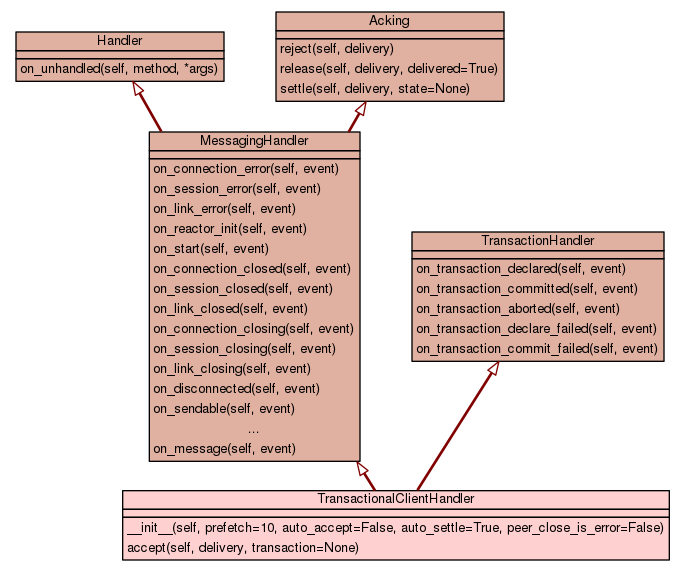 Handler
on_unhandled(self, method, *args)
Acking
reject(self, delivery)
release(self, delivery, delivered=True)
settle(self, delivery, state=None)
MessagingHandler
on_connection_error(self, event)
on_session_error(self, event)
on_link_error(self, event)
on_reactor_init(self, event)
on_start(self, event)
on_connection_closed(self, event)
on_session_closed(self, event)
on_link_closed(self, event)
on_connection_closing(self, event)
on_session_closing(self, event)
on_link_closing(self, event)
on_disconnected(self, event)
on_sendable(self, event)
...
on_message(self, event)
TransactionHandler
on_transaction_declared(self, event)
on_transaction_committed(self, event)
on_transaction_aborted(self, event)
on_transaction_declare_failed(self, event)
on_transaction_commit_failed(self, event)
TransactionalClientHandler
__init__(self, prefetch=10, auto_accept=False, auto_settle=True, peer_close_is_error=False)
accept(self, delivery, transaction=None)